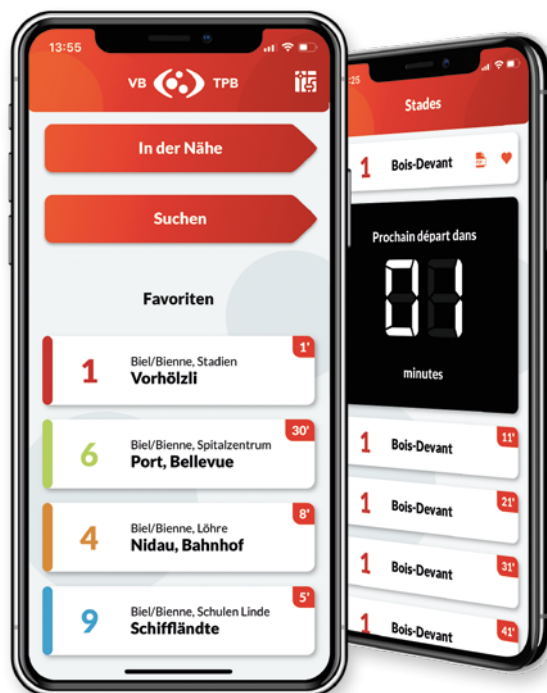 13:55
VB TPB
In der Nähe
Suchen
Favoriten
1'
1
Biel/Bienne, Stadien
Vorhölzli
30'
6
Biel/Bienne, Spitalzentrum
Port, Bellevue
8'
4
Biel/Bienne, Löhre
Nidau, Bahnhof
5'
9
Biel/Bienne, Schulen Linde
Schifflände
:25
Stades
1 Bois-Devant
Prochain départ dans
01
minutes
1 Bois-Devant 11'
1 Bois-Devant 21'
1 Bois-Devant 31'
1 Bois-Devant 41'